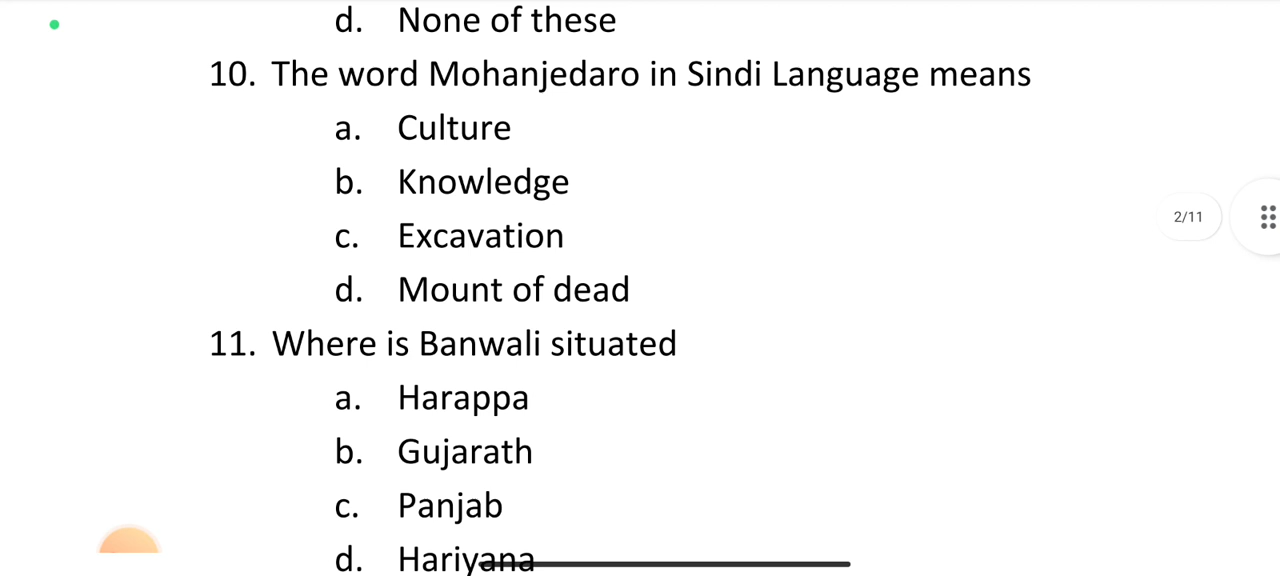 d. None of these
10. The word Mohanjedaro in Sindi Language means
a. Culture
b. Knowledge
c. Excavation
d. Mount of dead
2/11
11. Where is Banwali situated
a. Harappa
b. Gujarath
c. Panjab
d. Hariyana